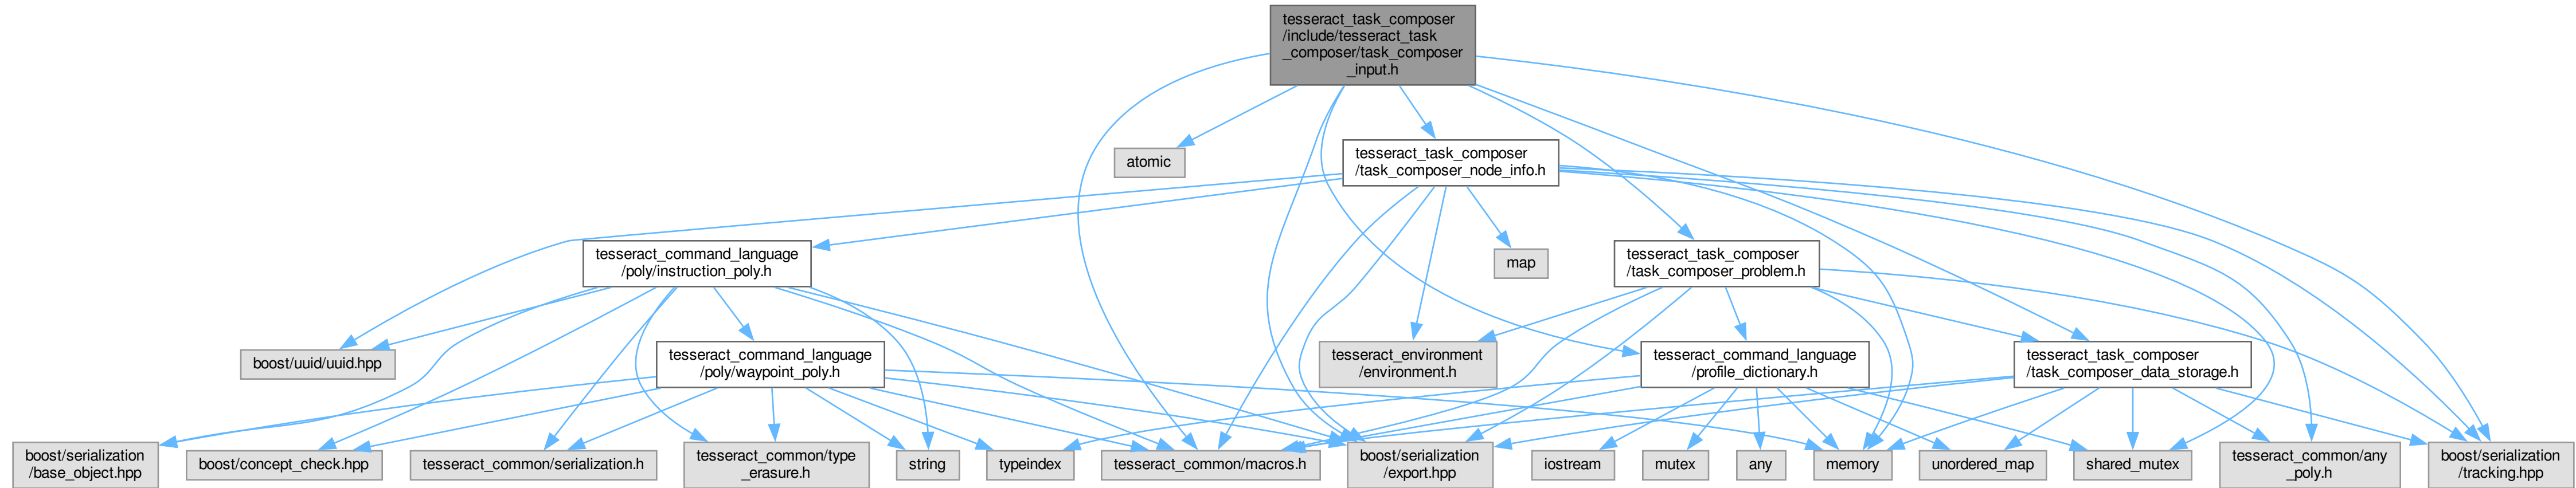 tesseract_task_composer
/include/tesseract_task
_composer/task_composer
_input.h
atomic
tesseract_task_composer
/task_composer_node_info.h
tesseract_command_language
/poly/instruction_poly.h
map
tesseract_task_composer
/task_composer_problem.h
boost/uuid/uuid.hpp
tesseract_command_language
/poly/waypoint_poly.h
tesseract_environment
/environment.h
tesseract_command_language
/profile_dictionary.h
tesseract_task_composer
/task_composer_data_storage.h
boost/serialization
/base_object.hpp
boost/concept_check.hpp
tesseract_common/serialization.h
tesseract_common/type
_erasure.h
string
typeindex
tesseract_common/macros.h
boost/serialization
/export.hpp
iostream
mutex
any
memory
unordered_map
shared_mutex
tesseract_common/any
_poly.h
boost/serialization
/tracking.hpp